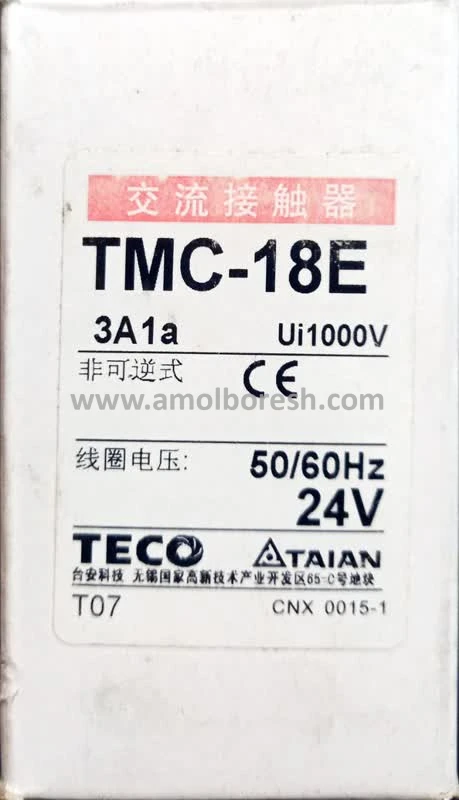 交流接触器
TMC-18E
3A1a Ui1000V
非可逆式 CE
www.amolboresh.com
线圈电压: 50/60Hz
24V
TECO TAIAN
台安科技 无锡国家高新技术产业开发区65-C号地块
T07 CNX 0015-1